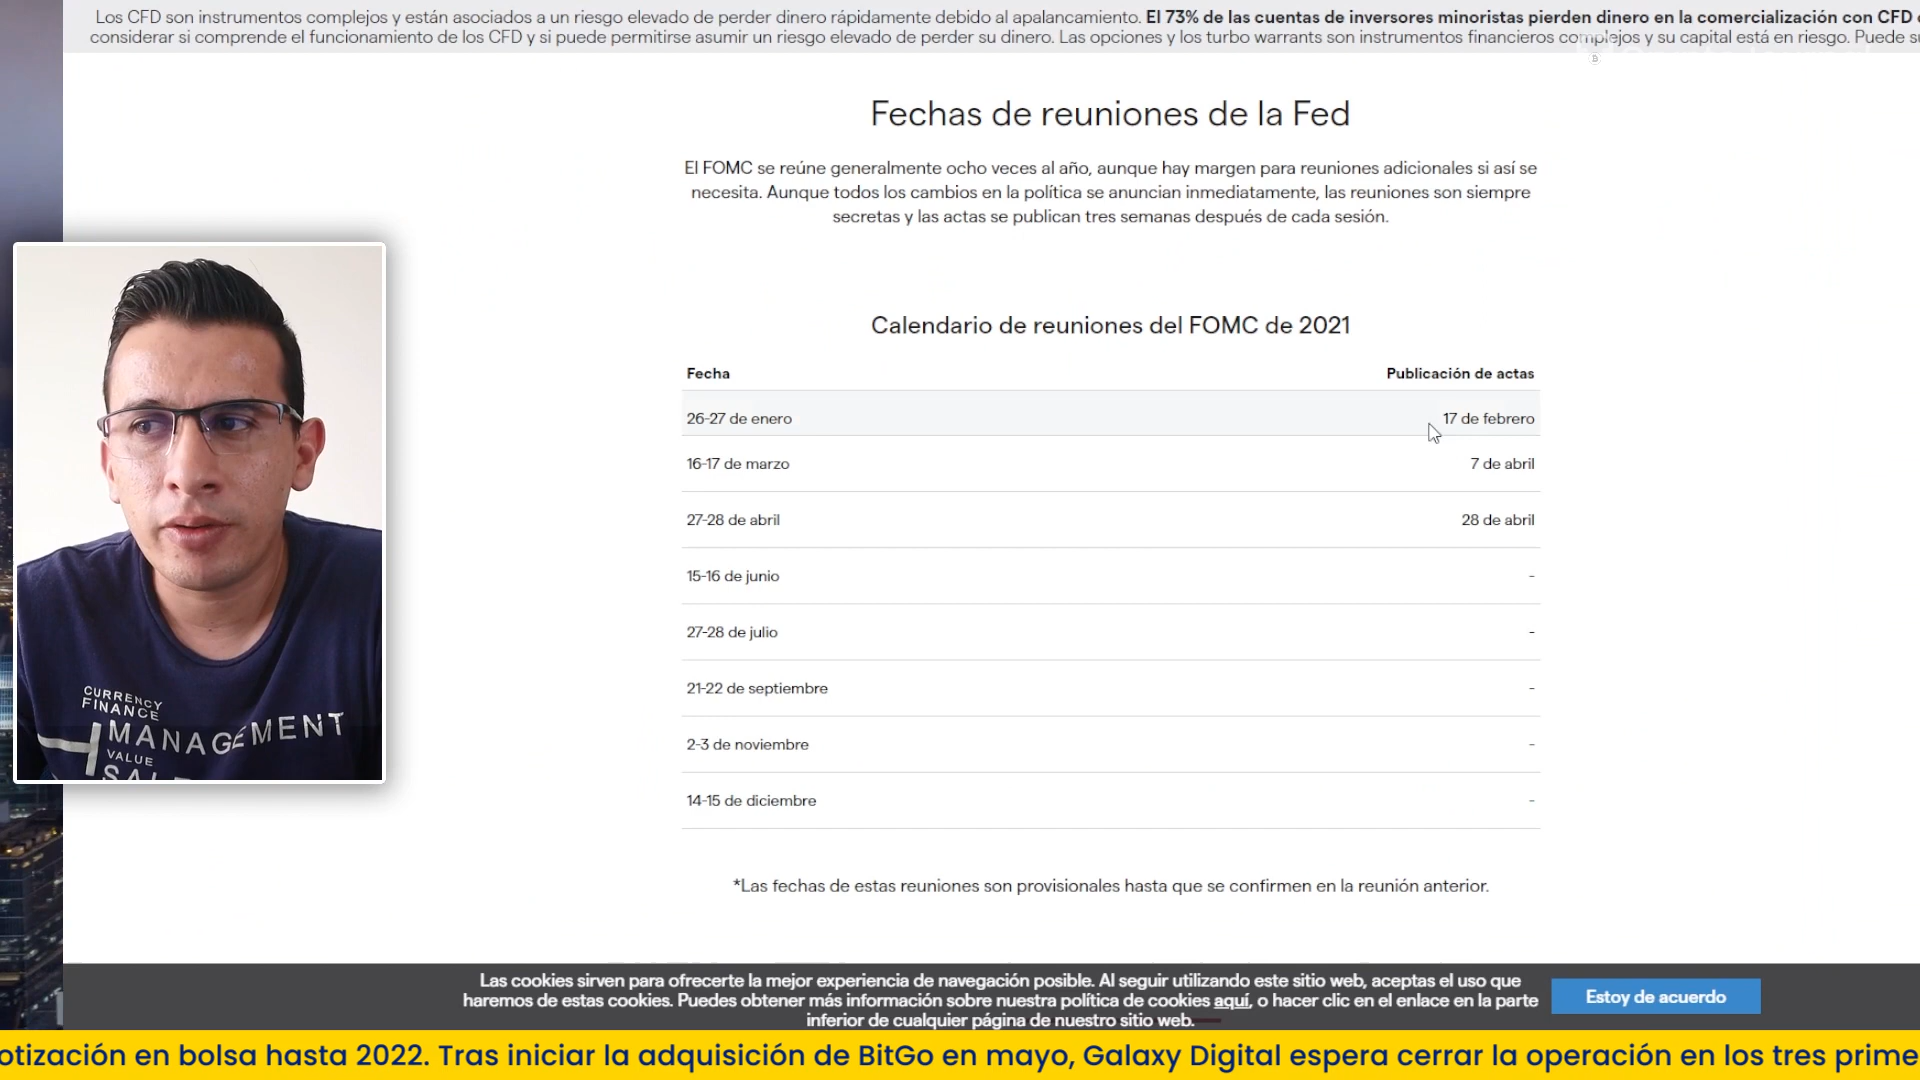 Los CFD son instrumentos complejos y están asociados a un riesgo elevado de perder dinero rápidamente debido al apalancamiento. El 73% de las cuentas de inversores minoristas pierden dinero en la comercialización con CFD
considerar si comprende el funcionamiento de los CFD y si puede permitirse asumir un riesgo elevado de perder su dinero. Las opciones y los turbo warrants son instrumentos financieros complejos y su capital está en riesgo. Puede su
Fechas de reuniones de la Fed
El FOMC se reúne generalmente ocho veces al año, aunque hay margen para reuniones adicionales si así se
necesita. Aunque todos los cambios en la política se anuncian inmediatamente, las reuniones son siempre
secretas y las actas se publican tres semanas después de cada sesión.
Calendario de reuniones del FOMC de 2021
Fecha Publicación de actas
26-27 de enero 17 de febrero
16-17 de marzo 7 de abril
27-28 de abril 28 de abril
15-16 de junio -
27-28 de julio -
21-22 de septiembre -
2-3 de noviembre -
14-15 de diciembre -
*Las fechas de estas reuniones son provisionales hasta que se confirmen en la reunión anterior.
CURRENCY
FINANCE
MANAGEMENT
VALUE
Las cookies sirven para ofrecerte la mejor experiencia de navegación posible. Al seguir utilizando este sitio web, aceptas el uso que
haremos de estas cookies. Puedes obtener más información sobre nuestra política de cookies aquí, o hacer clic en el enlace en la parte
inferior de cualquier página de nuestro sitio web.
Estoy de acuerdo
otización en bolsa hasta 2022. Tras iniciar la adquisición de BitGo en mayo, Galaxy Digital espera cerrar la operación en los tres prime